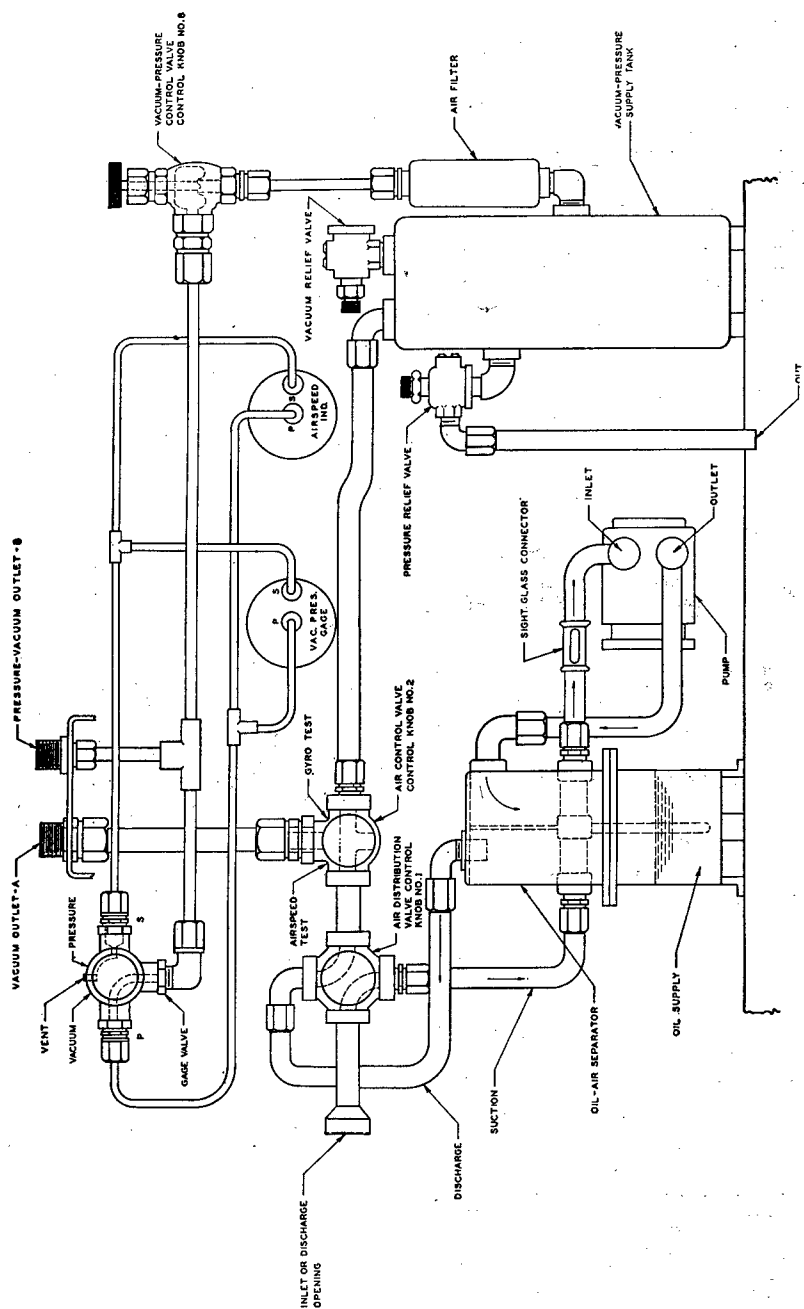 VACUUM-PRESSURE
CONTROL VALVE
CONTROL KNOB NO.8
AIR FILTER
VACUUM-PRESSURE
SUPPLY TANK
VACUUM RELIEF VALVE
S
P
AIRSPEED
IND.
PRESSURE RELIEF VALVE
OUT
PRESSURE-VACUUM OUTLET-B
S
P
VAC. PRES.
GAGE
SIGHT GLASS CONNECTOR
INLET
OUTLET
PUMP
VACUUM OUTLET-A
GYRO TEST
AIR CONTROL VALVE
CONTROL KNOB NO.2
AIRSPEED
TEST
AIR DISTRIBUTION
VALVE CONTROL
KNOB NO.1
PRESSURE
S
VENT
VACUUM
P
GAGE VALVE
OIL SUPPLY
OIL-AIR SEPARATOR
SUCTION
DISCHARGE
INLET OR DISCHARGE
OPENING